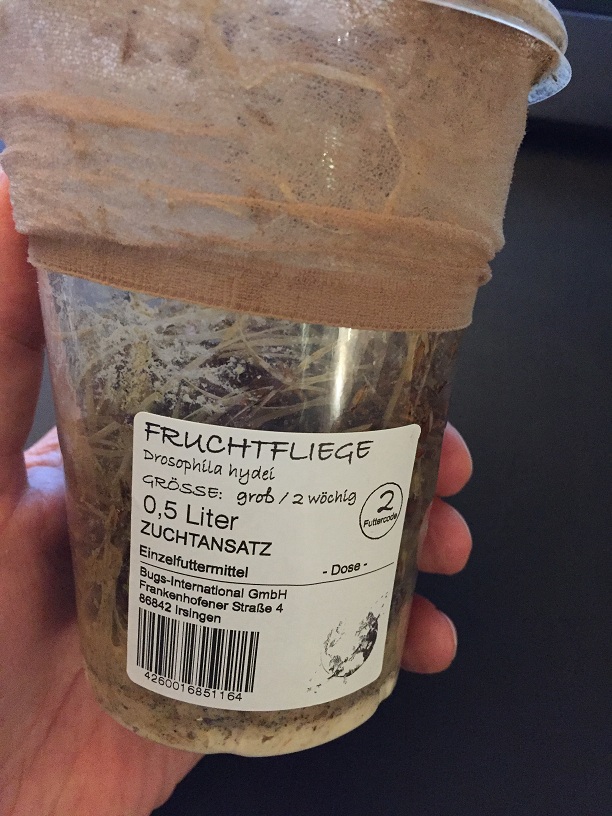 FRUCHTFLIEGE
Drosophila hydei
GRÖSSE: groß / 2 wöchig
2
Futtercode
0,5 Liter
ZUCHTANSATZ
Einzelfuttermittel
- Dose -
Bugs-International GmbH
Frankenhofener Straße 4
86842 Irsingen
4260016851164